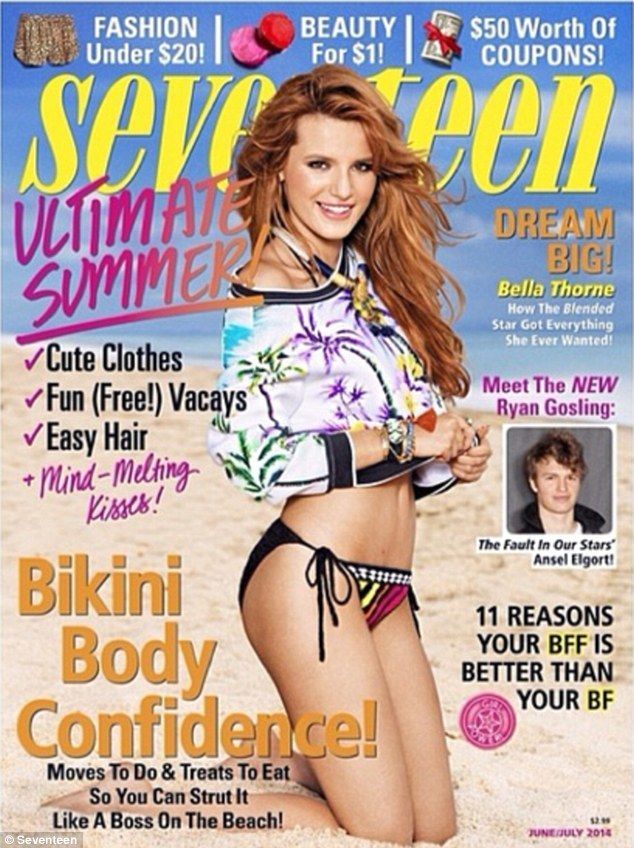 FASHION
Under $20!
BEAUTY
For $1!
$50 Worth Of
COUPONS!
seventeen
ULTIMATE
SUMMER!
✓Cute Clothes
✓Fun (Free!) Vacays
✓Easy Hair
+ Mind-Melting
Kisses!
DREAM
BIG!
Bella Thorne
How The Blended
Star Got Everything
She Ever Wanted!
Meet The NEW
Ryan Gosling:
The Fault In Our Stars'
Ansel Elgort!
Bikini
Body
Confidence!
Moves To Do & Treats To Eat
So You Can Strut It
Like A Boss On The Beach!
11 REASONS
YOUR BFF IS
BETTER THAN
YOUR BF
GIRL
POWER
$2.99
JUNE/JULY 2014
© Seventeen